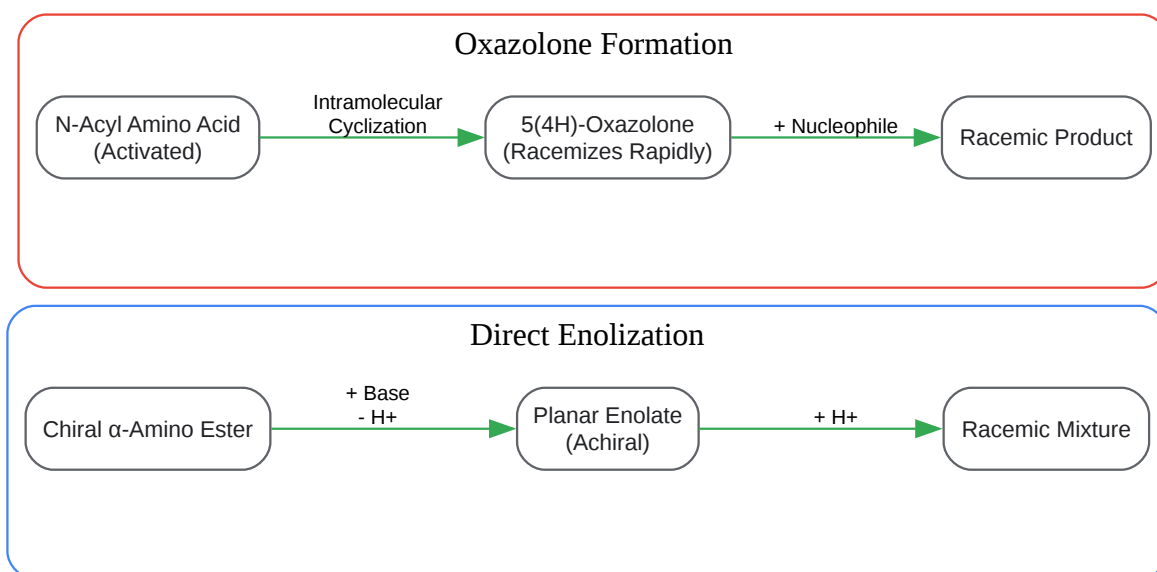 Oxazolone Formation
N-Acyl Amino Acid
(Activated)
Intramolecular
Cyclization
5(4H)-Oxazolone
(Racemizes Rapidly)
+ Nucleophile
Racemic Product
Direct Enolization
Chiral α-Amino Ester
+ Base
- H+
Planar Enolate
(Achiral)
+ H+
Racemic Mixture